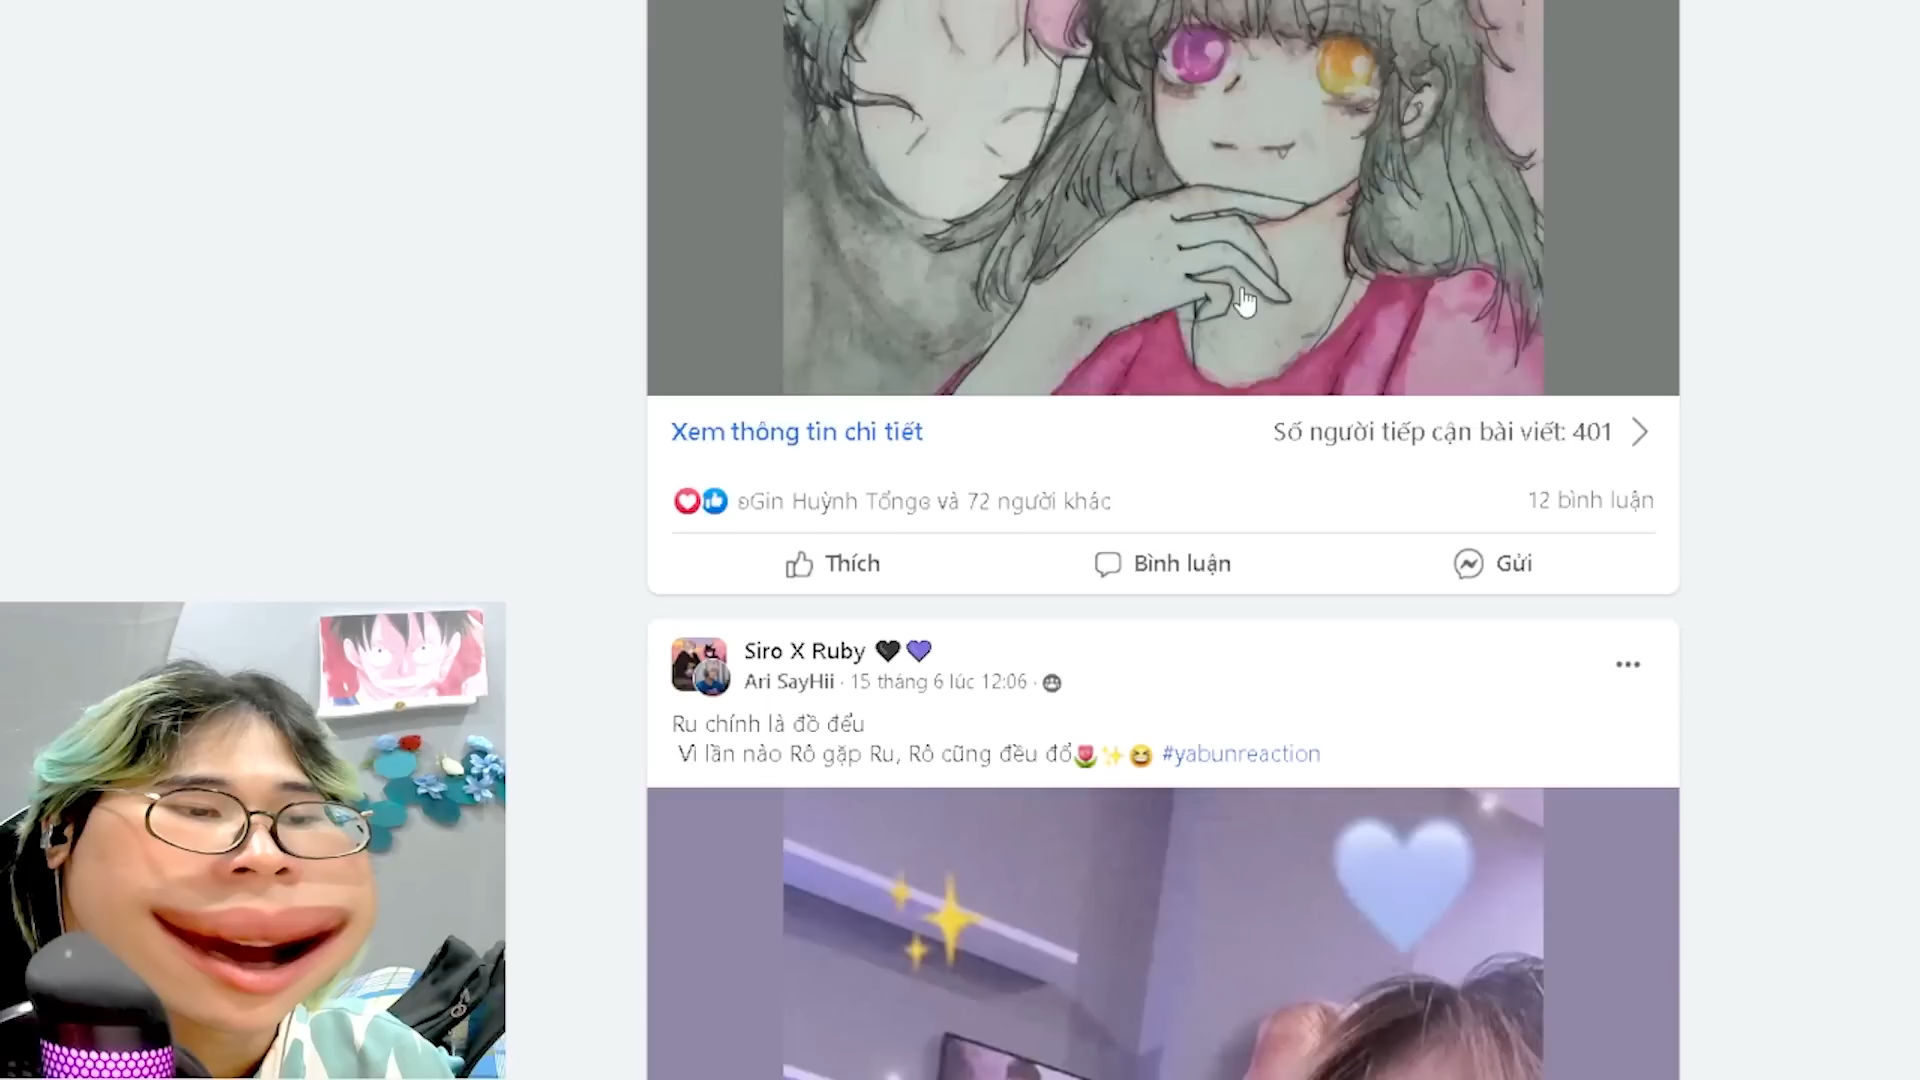 Xem thông tin chi tiết
Số người tiếp cận bài viết: 401
ʚGin Huỳnh Tổngɞ và 72 người khác
12 bình luận
Thích
Bình luận
Gửi
Siro X Ruby 🖤💜
Ari SayHii · 15 tháng 6 lúc 12:06 ·
Ru chính là đồ đểu
Vì lần nào Rô gặp Ru, Rô cũng đều đổ🌷✨😆 #yabunreaction